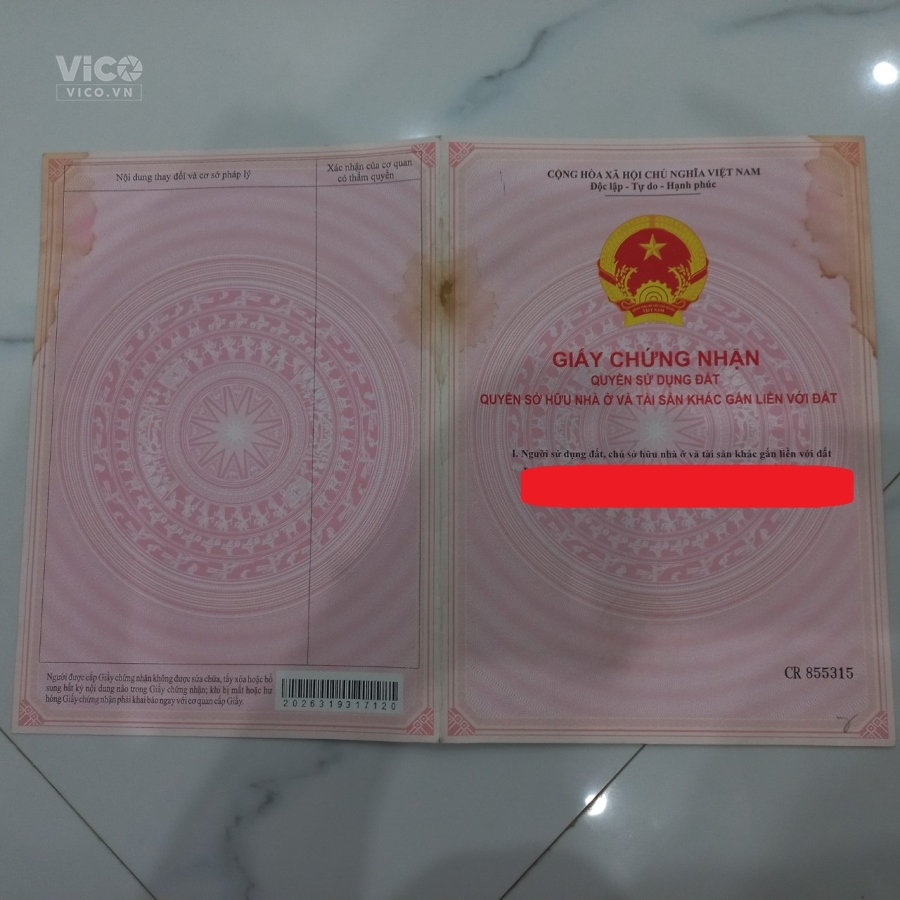 ViCO
VICO.VN
Nội dung thay đổi và cơ sở pháp lý
Xác nhận của cơ quan
có thẩm quyền
Người được cấp Giấy chứng nhận không được sửa chữa, tẩy xóa hoặc bổ
sung bất kỳ nội dung nào trong Giấy chứng nhận; khi bị mất hoặc hư
hỏng Giấy chứng nhận phải khai báo ngay với cơ quan cấp Giấy.
2026319317120
CỘNG HÒA XÃ HỘI CHỦ NGHĨA VIỆT NAM
Độc lập - Tự do - Hạnh phúc
VIỆT NAM
GIẤY CHỨNG NHẬN
QUYỀN SỬ DỤNG ĐẤT
QUYỀN SỞ HỮU NHÀ Ở VÀ TÀI SẢN KHÁC GẮN LIỀN VỚI ĐẤT
I. Người sử dụng đất, chủ sở hữu nhà ở và tài sản khác gắn liền với đất
CR 855315